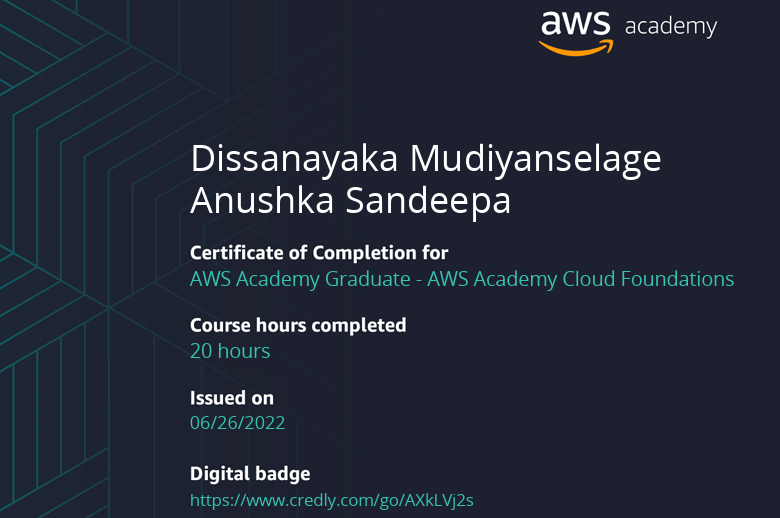 aws academy
Dissanayaka Mudiyanselage
Anushka Sandeepa
Certificate of Completion for
AWS Academy Graduate - AWS Academy Cloud Foundations
Course hours completed
20 hours
Issued on
06/26/2022
Digital badge
https://www.credly.com/go/AXkLVj2s